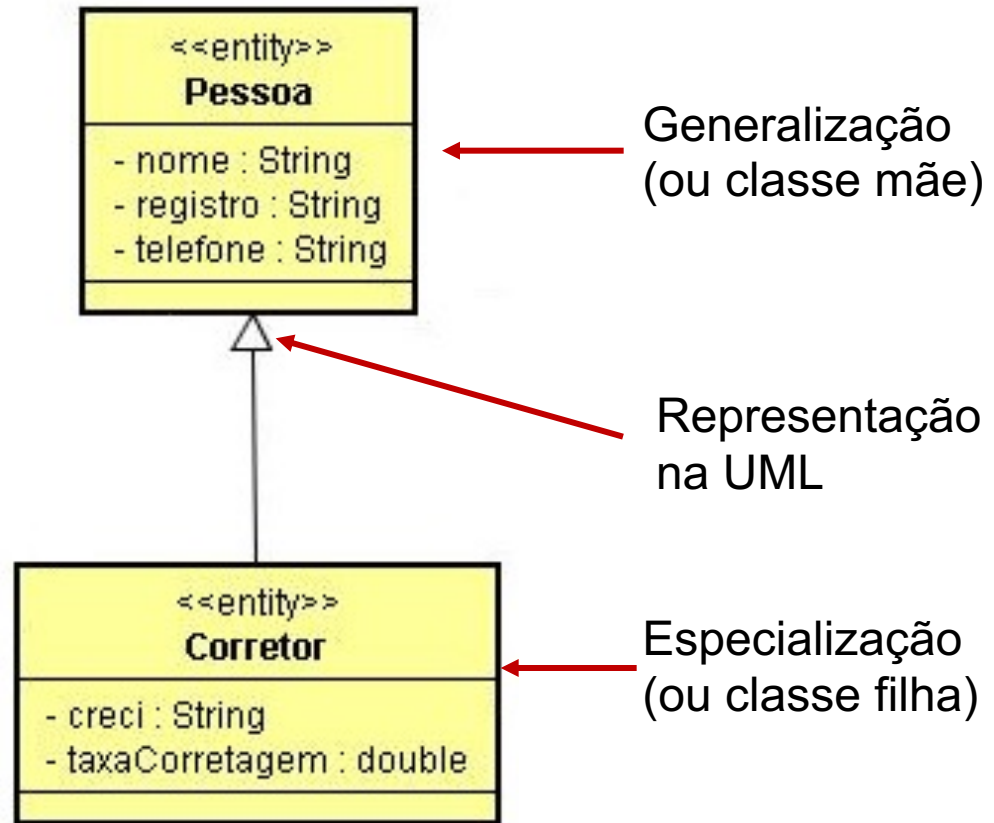 <<entity>>
Pessoa
- nome : String
- registro : String
- telefone : String
Generalização
(ou classe mãe)
Representação
na UML
<<entity>>
Corretor
- creci : String
- taxaCorretagem : double
Especialização
(ou classe filha)